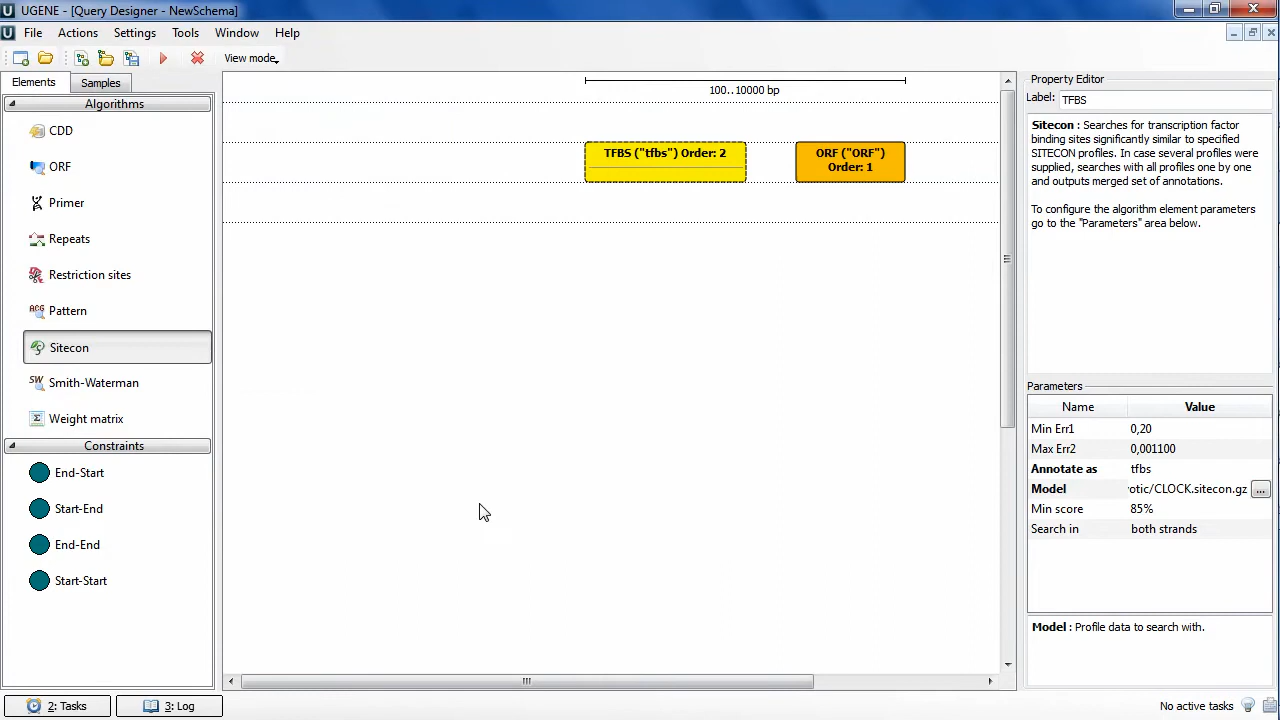 UGENE - [Query Designer - NewSchema]
File Actions Settings Tools Window Help
View mode
Elements Samples
Algorithms
CDD
ORF
Primer
Repeats
Restriction sites
Pattern
Sitecon
Smith-Waterman
Weight matrix
Constraints
End-Start
Start-End
End-End
Start-Start
100..10000 bp
TFBS ("tfbs") Order: 2
ORF ("ORF")
Order: 1
Property Editor
Label: TFBS
Sitecon : Searches for transcription factor
binding sites significantly similar to specified
SITECON profiles. In case several profiles were
supplied, searches with all profiles one by one
and outputs merged set of annotations.
To configure the algorithm element parameters
go to the "Parameters" area below.
Parameters
Name Value
Min Err1 0,20
Max Err2 0,001100
Annotate as tfbs
Model otic/CLOCK.sitecon.gz ...
Min score 85%
Search in both strands
Model : Profile data to search with.
2: Tasks 3: Log No active tasks